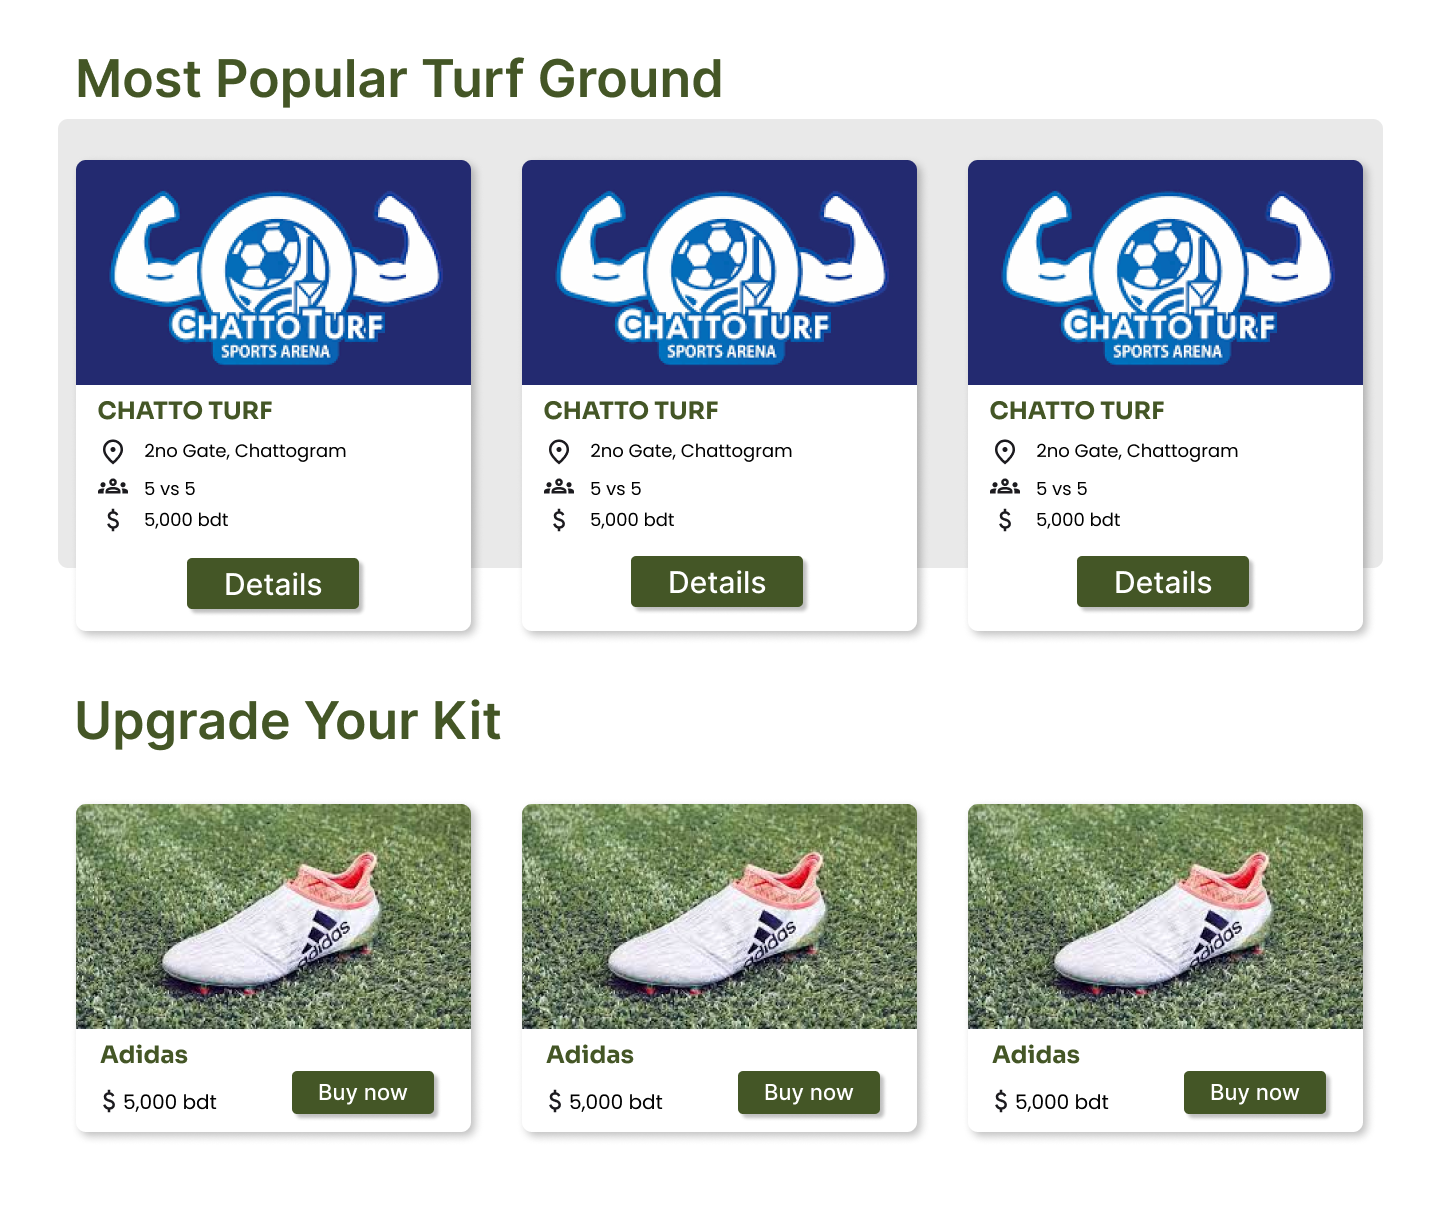 Most Popular Turf Ground
CHATTOTURF
SPORTS ARENA
CHATTO TURF
2no Gate, Chattogram
5 vs 5
$ 5,000 bdt
Details
CHATTOTURF
SPORTS ARENA
CHATTO TURF
2no Gate, Chattogram
5 vs 5
$ 5,000 bdt
Details
CHATTOTURF
SPORTS ARENA
CHATTO TURF
2no Gate, Chattogram
5 vs 5
$ 5,000 bdt
Details
Upgrade Your Kit
adidas
Adidas
$ 5,000 bdt
Buy now
adidas
Adidas
$ 5,000 bdt
Buy now
adidas
Adidas
$ 5,000 bdt
Buy now